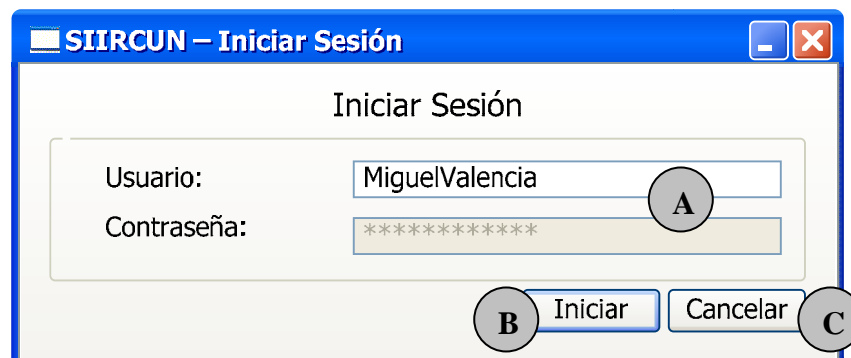 SIIRCUN – Iniciar Sesión
Iniciar Sesión
Usuario: MiguelValencia
A
Contraseña: ************
B Iniciar Cancelar C